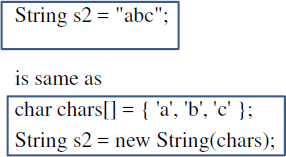 String s2 = "abc";
is same as
char chars[] = { 'a', 'b', 'c' };
String s2 = new String(chars);